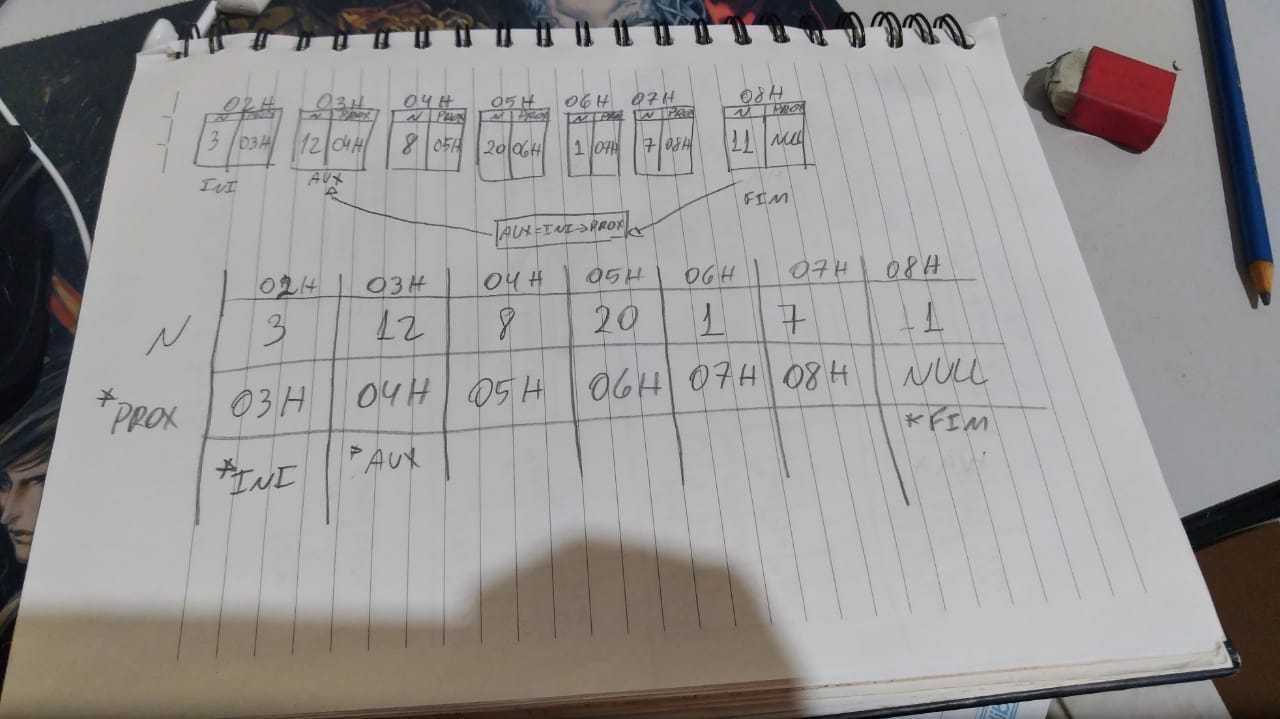 02H 03H 04H 05H 06H 07H 08H
N PROX N PROX N PROX N PROX N PROX N PROX N PROX
3 03H 12 04H 8 05H 20 06H 1 07H 7 08H 11 NULL
INI AUX FIM
AUX=INI->PROX
02H 03H 04H 05H 06H 07H 08H
N 3 12 8 20 1 7 11
*PROX 03H 04H 05H 06H 07H 08H NULL
*INI *AUX *FIM